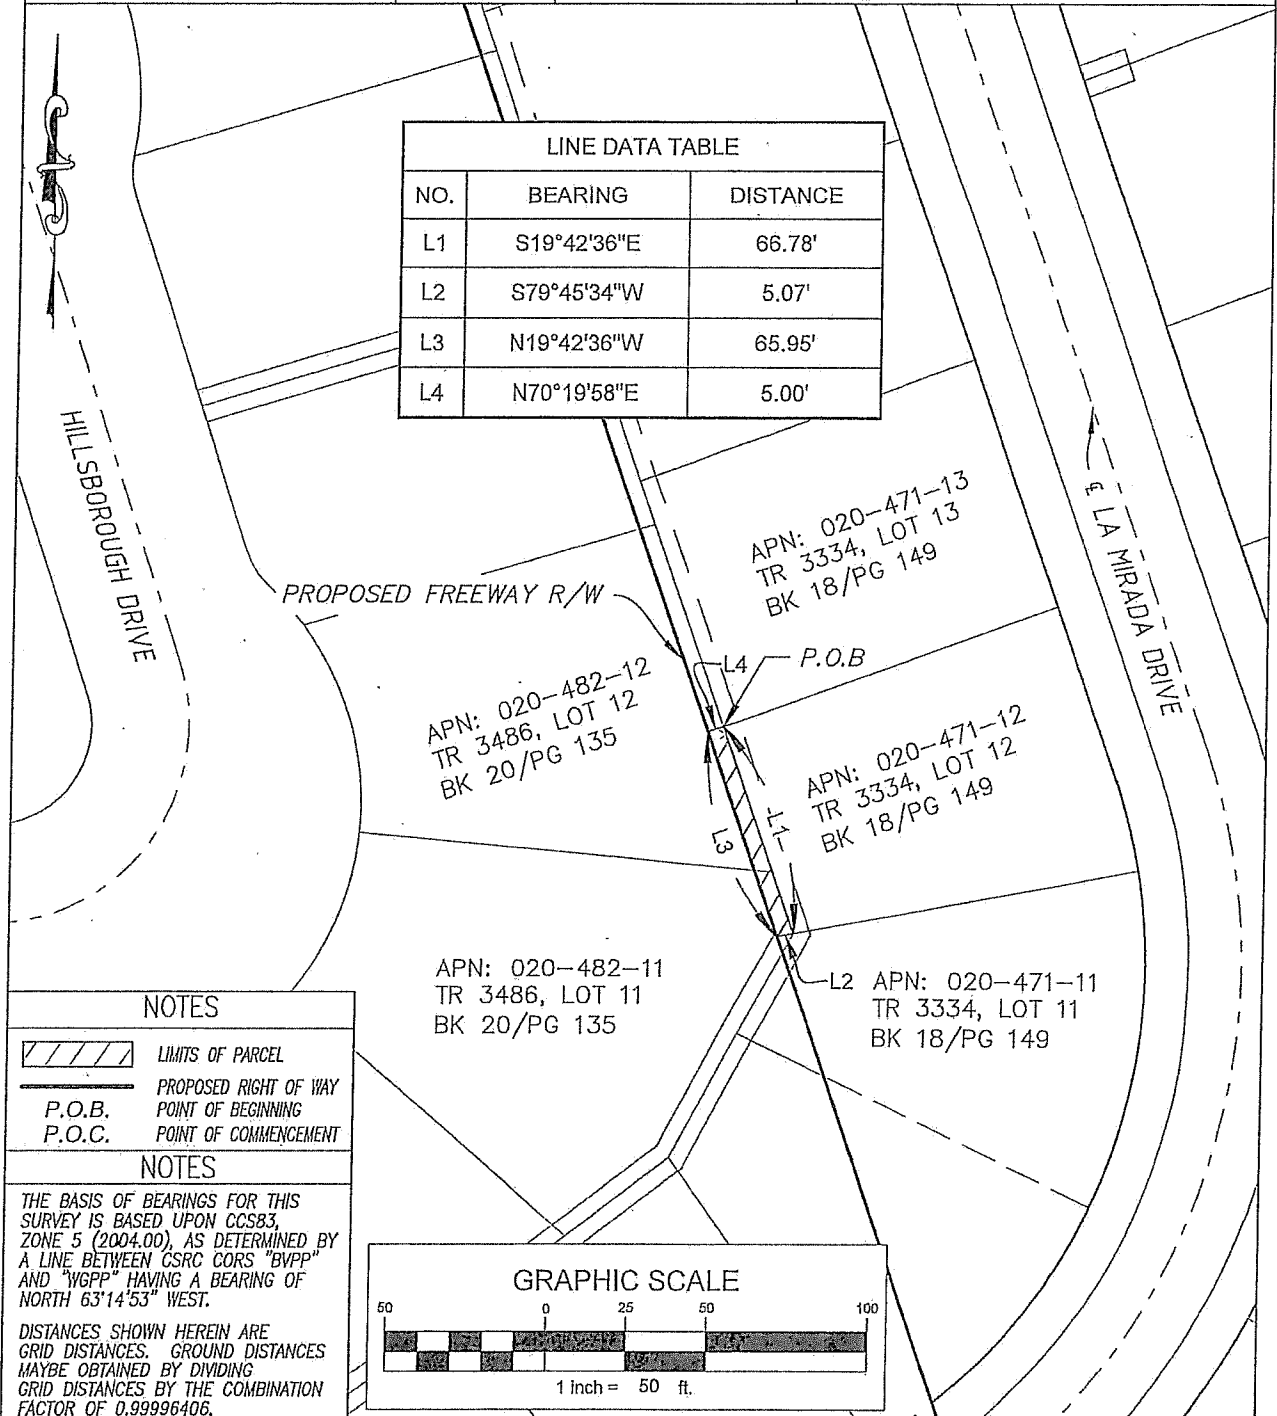 LINE DATA TABLE
NO. BEARING DISTANCE
L1 S19°42'36"E 66.78'
L2 S79°45'34"W 5.07'
L3 N19°42'36"W 65.95'
L4 N70°19'58"E 5.00'
HILLSBOROUGH DRIVE
℄ LA MIRADA DRIVE
APN: 020-471-13
TR 3334, LOT 13
BK 18/PG 149
PROPOSED FREEWAY R/W
L4
P.O.B
APN: 020-482-12
TR 3486, LOT 12
BK 20/PG 135
APN: 020-471-12
TR 3334, LOT 12
BK 18/PG 149
L3
L1
APN: 020-482-11
TR 3486, LOT 11
BK 20/PG 135
L2
APN: 020-471-11
TR 3334, LOT 11
BK 18/PG 149
NOTES
LIMITS OF PARCEL
PROPOSED RIGHT OF WAY
P.O.B. POINT OF BEGINNING
P.O.C. POINT OF COMMENCEMENT
NOTES
THE BASIS OF BEARINGS FOR THIS
SURVEY IS BASED UPON CCS83,
ZONE 5 (2004.00), AS DETERMINED BY
A LINE BETWEEN CSRC CORS "BVPP"
AND "WGPP" HAVING A BEARING OF
NORTH 63°14'53" WEST.
DISTANCES SHOWN HEREIN ARE
GRID DISTANCES. GROUND DISTANCES
MAYBE OBTAINED BY DIVIDING
GRID DISTANCES BY THE COMBINATION
FACTOR OF 0.99996406.
GRAPHIC SCALE
50 0 25 50 100
1 inch = 50 ft.